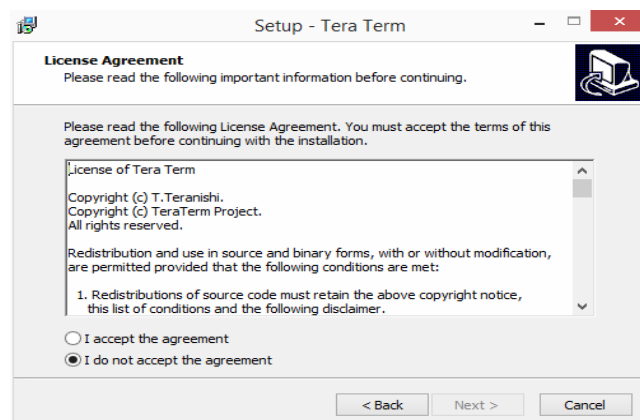 Setup - Tera Term
License Agreement
Please read the following important information before continuing.
Please read the following License Agreement. You must accept the terms of this
agreement before continuing with the installation.
License of Tera Term
Copyright (c) T.Teranishi.
Copyright (c) TeraTerm Project.
All rights reserved.
Redistribution and use in source and binary forms, with or without modification,
are permitted provided that the following conditions are met:
1. Redistributions of source code must retain the above copyright notice,
this list of conditions and the following disclaimer.
I accept the agreement
I do not accept the agreement
< Back Next > Cancel